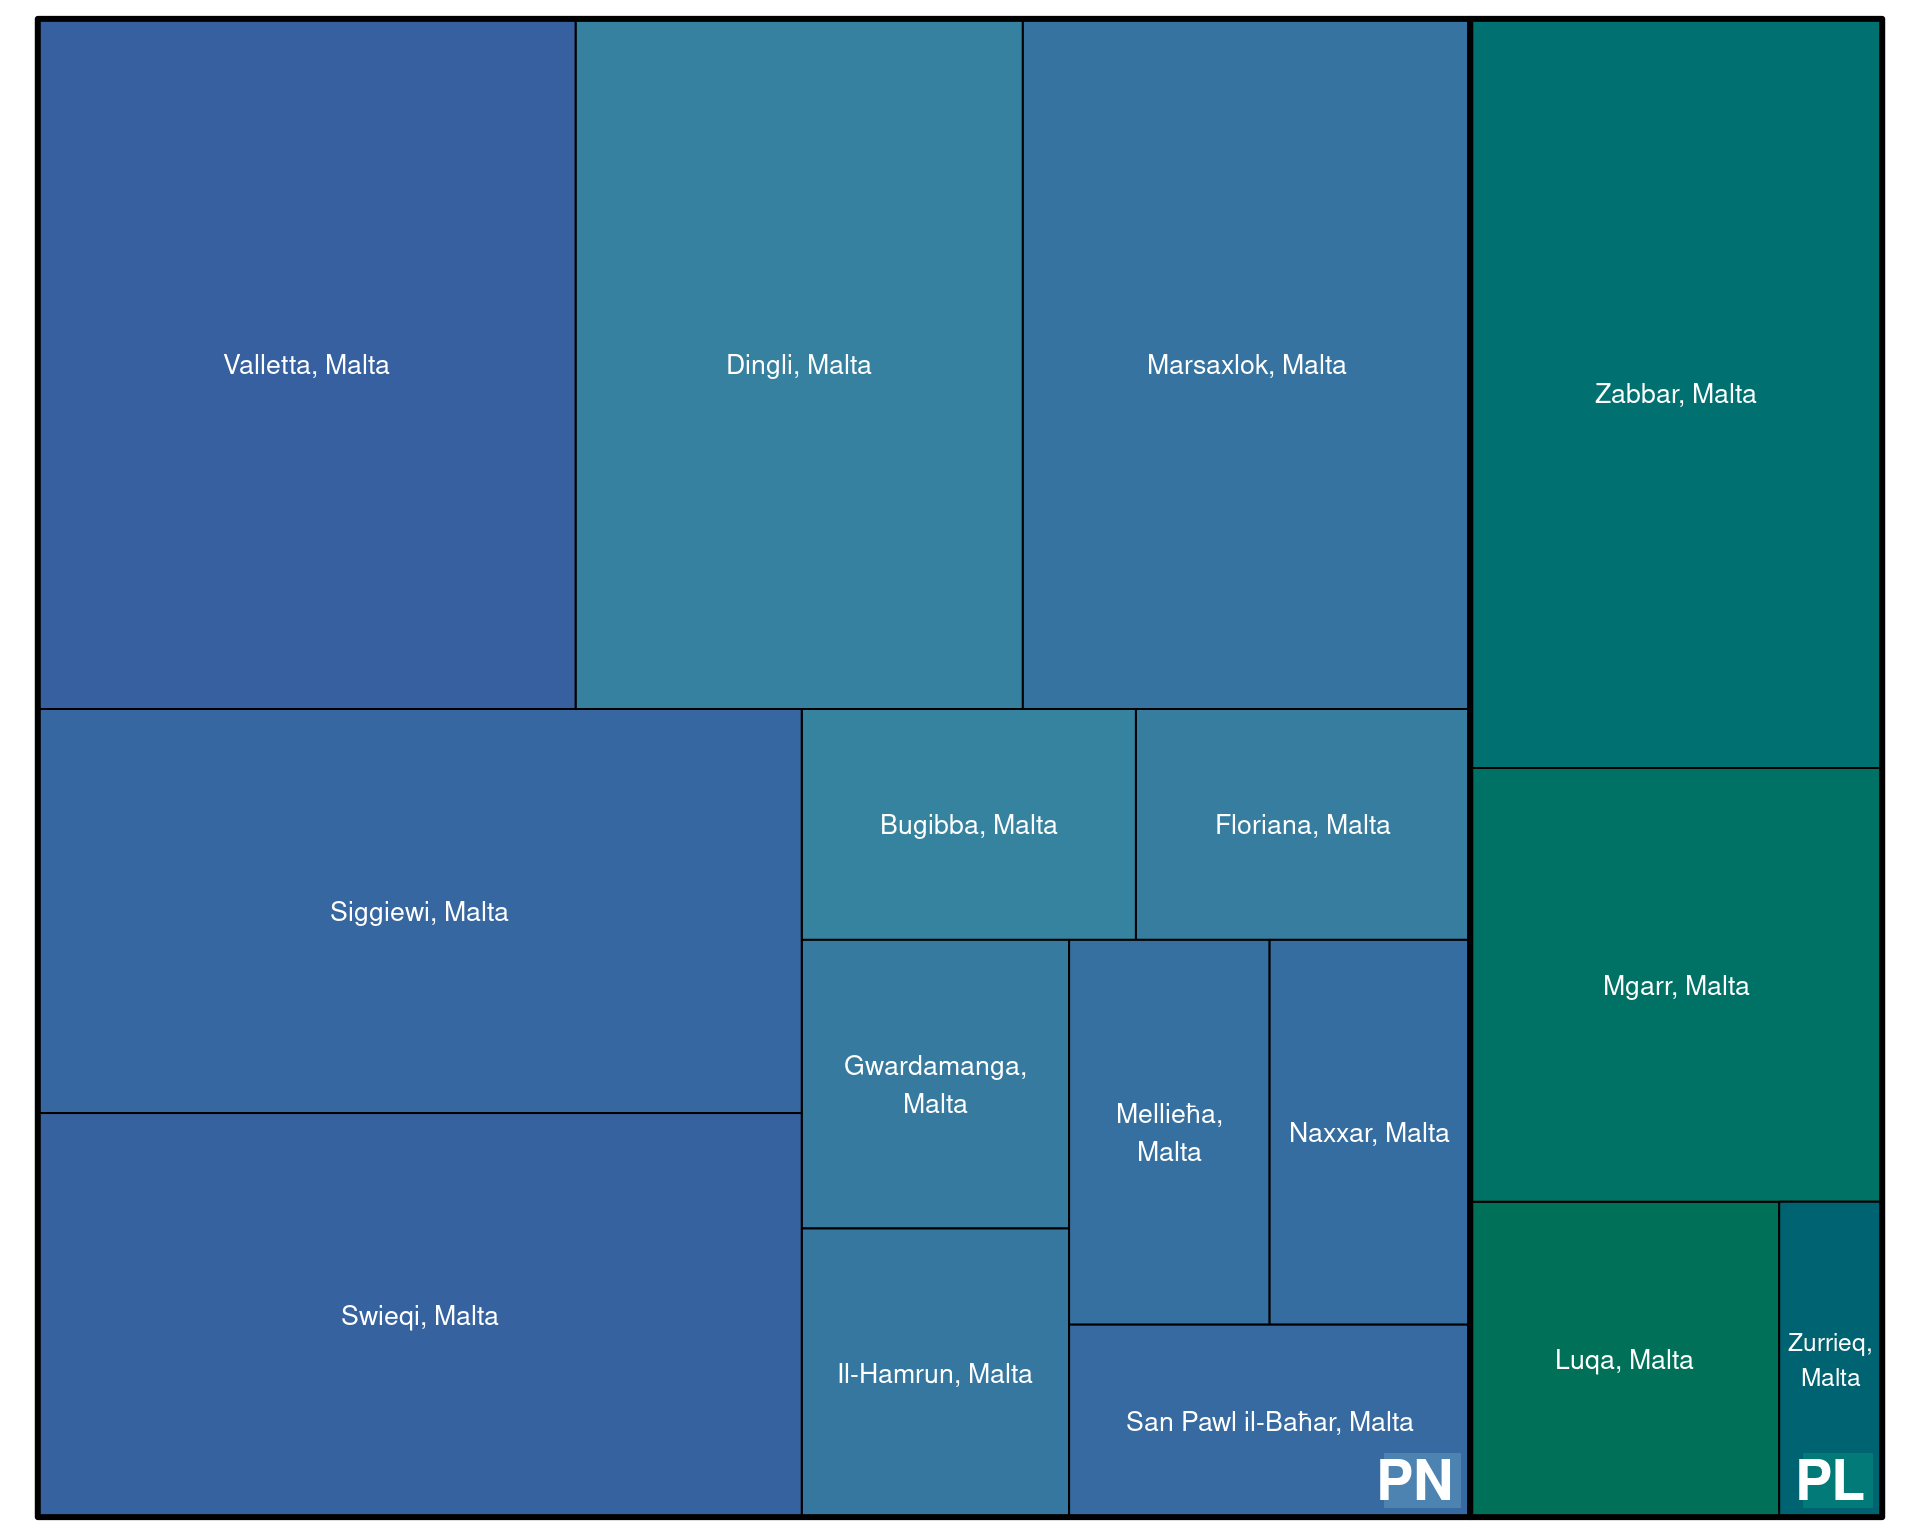 Valletta, Malta
Dingli, Malta
Marsaxlok, Malta
Zabbar, Malta
Siggiewi, Malta
Bugibba, Malta
Floriana, Malta
Mgarr, Malta
Gwardamanga,
Malta
Mellieħa,
Malta
Naxxar, Malta
Swieqi, Malta
Il-Hamrun, Malta
San Pawl il-Baħar, Malta
Luqa, Malta
Zurrieq,
Malta
PN
PL